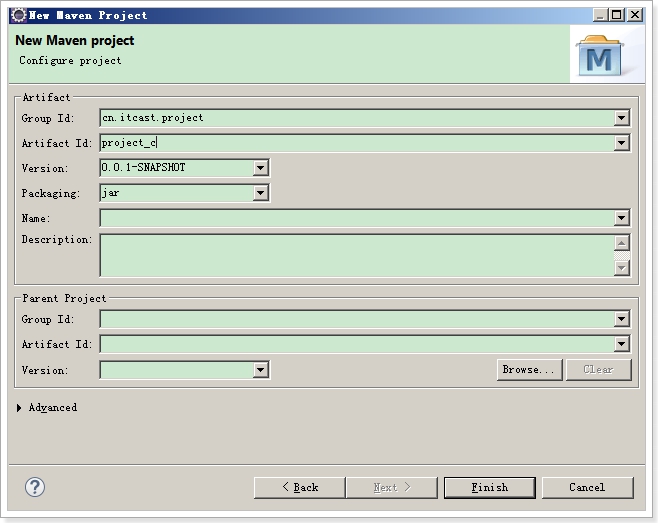 New Maven Project
New Maven project
Configure project
M
Artifact
Group Id: cn.itcast.project
Artifact Id: project_c
Version: 0.0.1-SNAPSHOT
Packaging: jar
Name:
Description:
Parent Project
Group Id:
Artifact Id:
Version: Browse... Clear
Advanced
? < Back Next > Finish Cancel